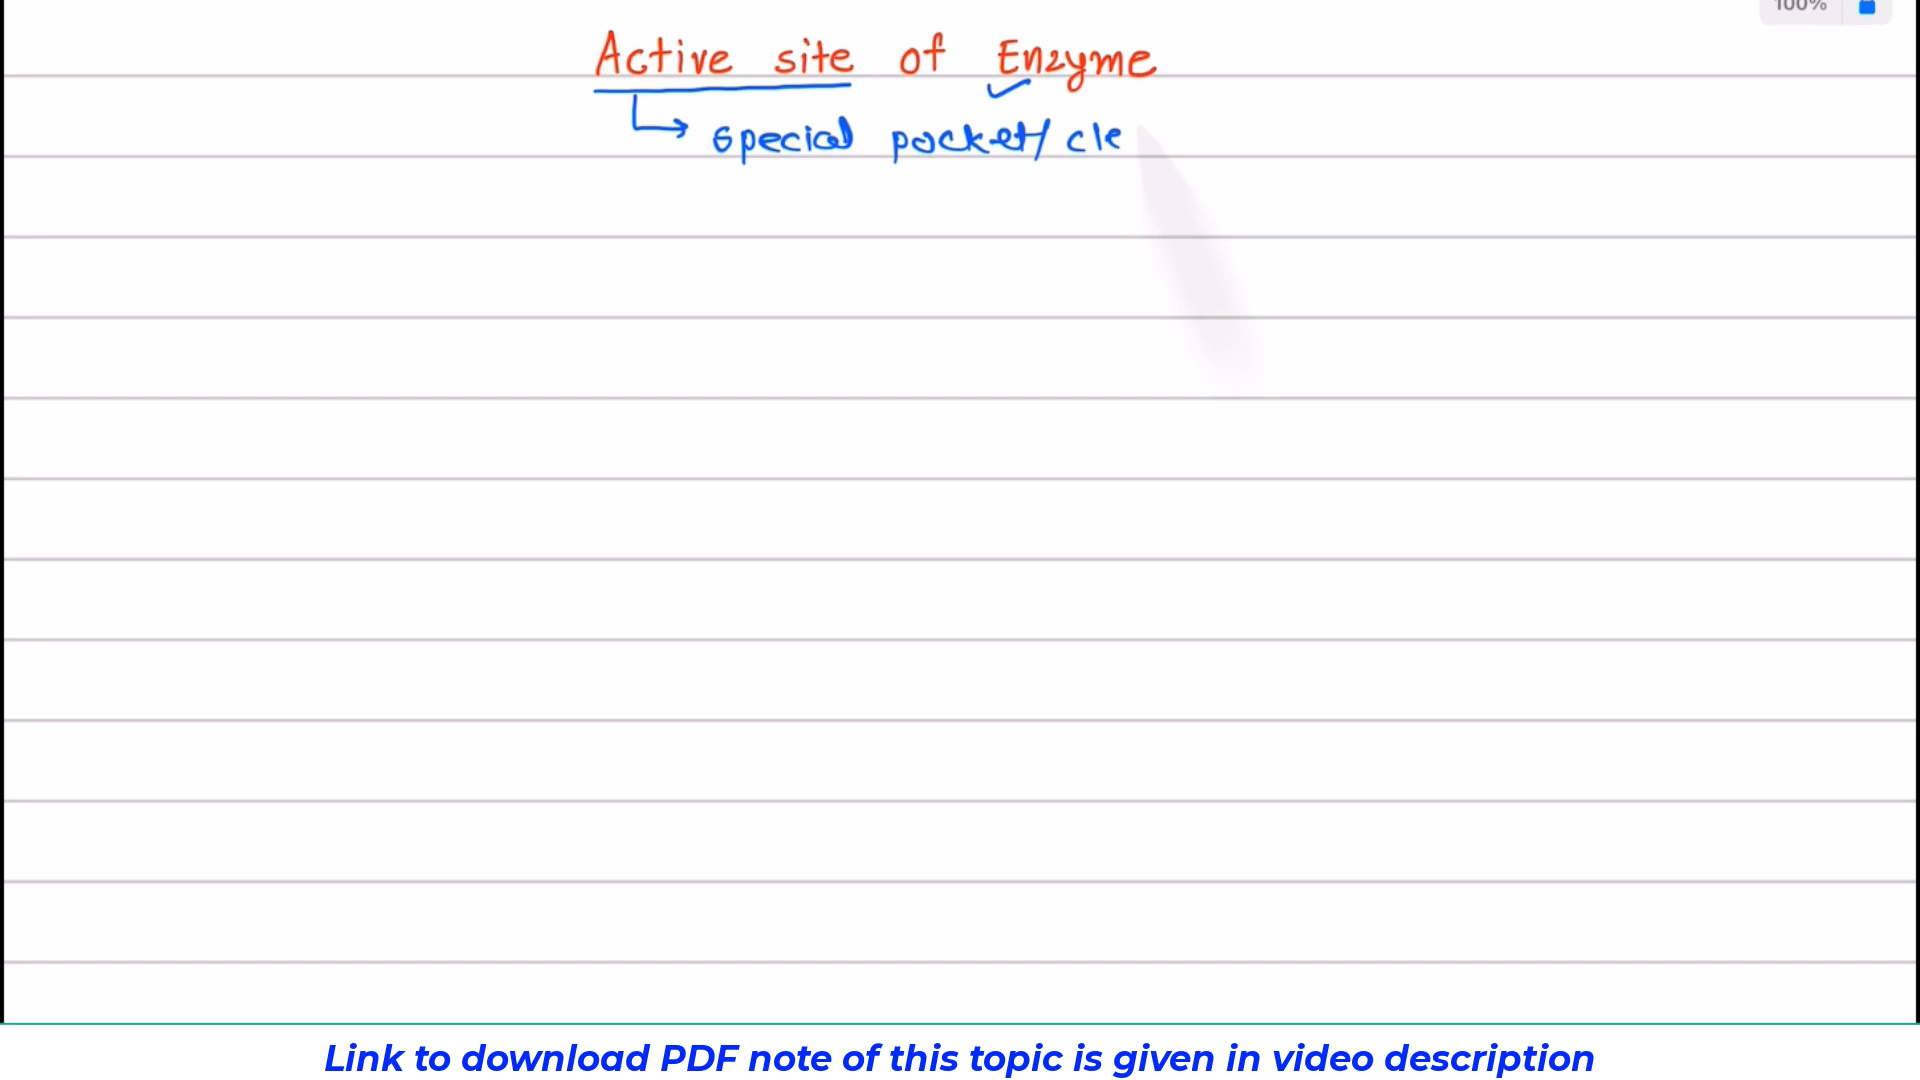 100%
Active site of Enzyme
special pocket/ cle
Link to download PDF note of this topic is given in video description